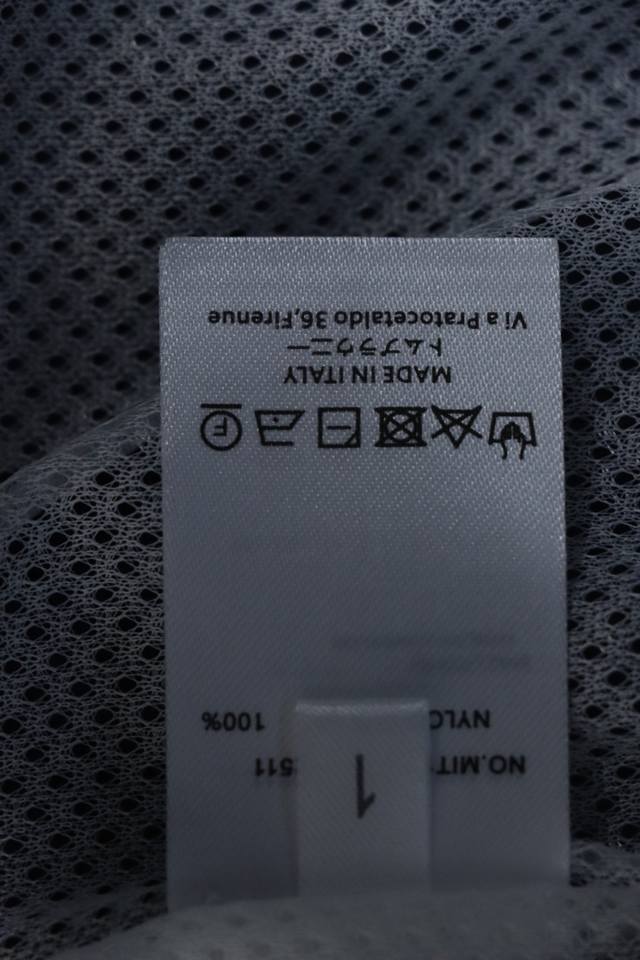 NO.MIT 511
1
NYLO 100%
F
MADE IN ITALY
トムブラウニー
Via Pratocetaldo 36,Firenue